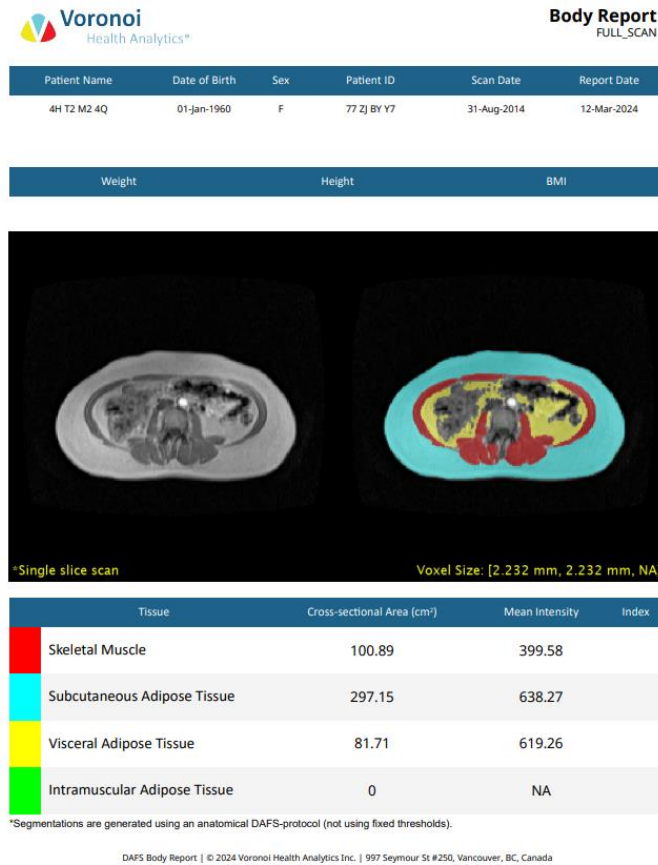 Voronoi
Health Analytics*
Body Report
FULL_SCAN
Patient Name Date of Birth Sex Patient ID Scan Date Report Date
4H T2 M2 4Q 01-Jan-1960 F 77 ZJ BY Y7 31-Aug-2014 12-Mar-2024
Weight Height BMI
*Single slice scan Voxel Size: [2.232 mm, 2.232 mm, NA
Tissue Cross-sectional Area (cm²) Mean Intensity Index
Skeletal Muscle 100.89 399.58
Subcutaneous Adipose Tissue 297.15 638.27
Visceral Adipose Tissue 81.71 619.26
Intramuscular Adipose Tissue 0 NA
*Segmentations are generated using an anatomical DAFS-protocol (not using fixed thresholds).
DAFS Body Report | © 2024 Voronoi Health Analytics Inc. | 997 Seymour St #250, Vancouver, BC, Canada